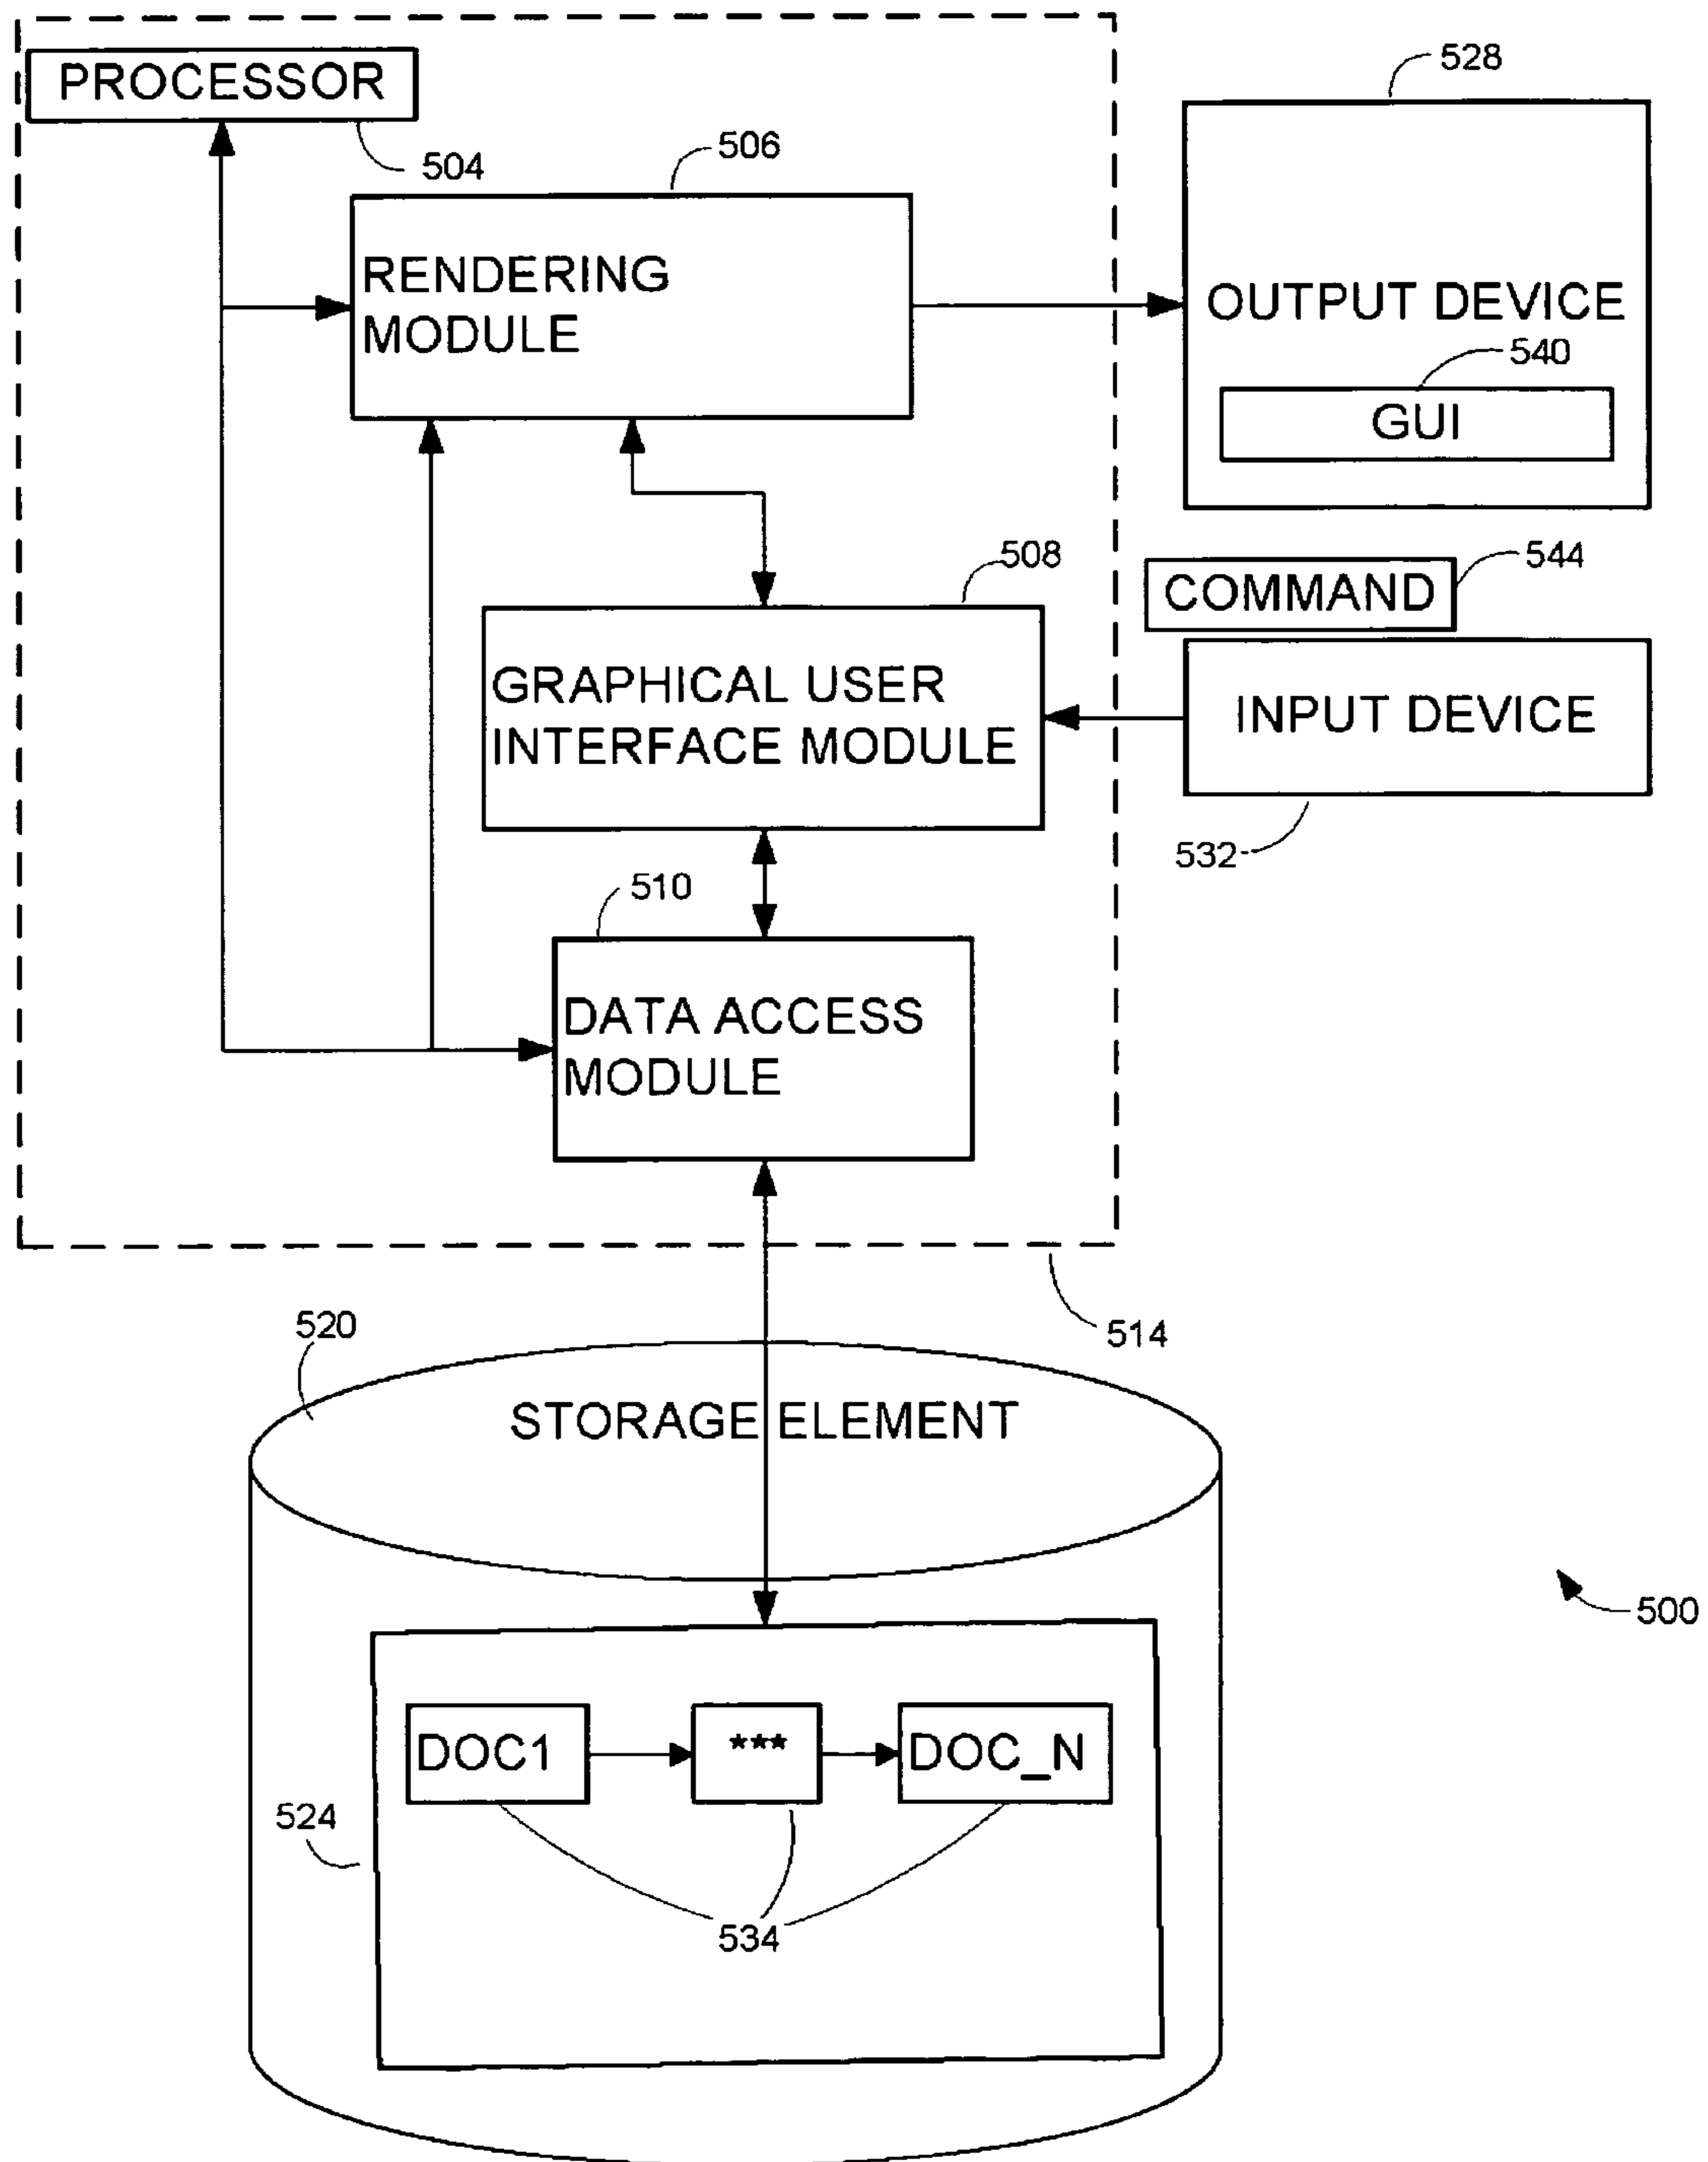 PROCESSOR
504
506
528
RENDERING
MODULE
OUTPUT DEVICE
540
GUI
508
544
COMMAND
GRAPHICAL USER
INTERFACE MODULE
INPUT DEVICE
532
510
DATA ACCESS
MODULE
514
520
STORAGE ELEMENT
500
DOC1
***
DOC_N
524
534